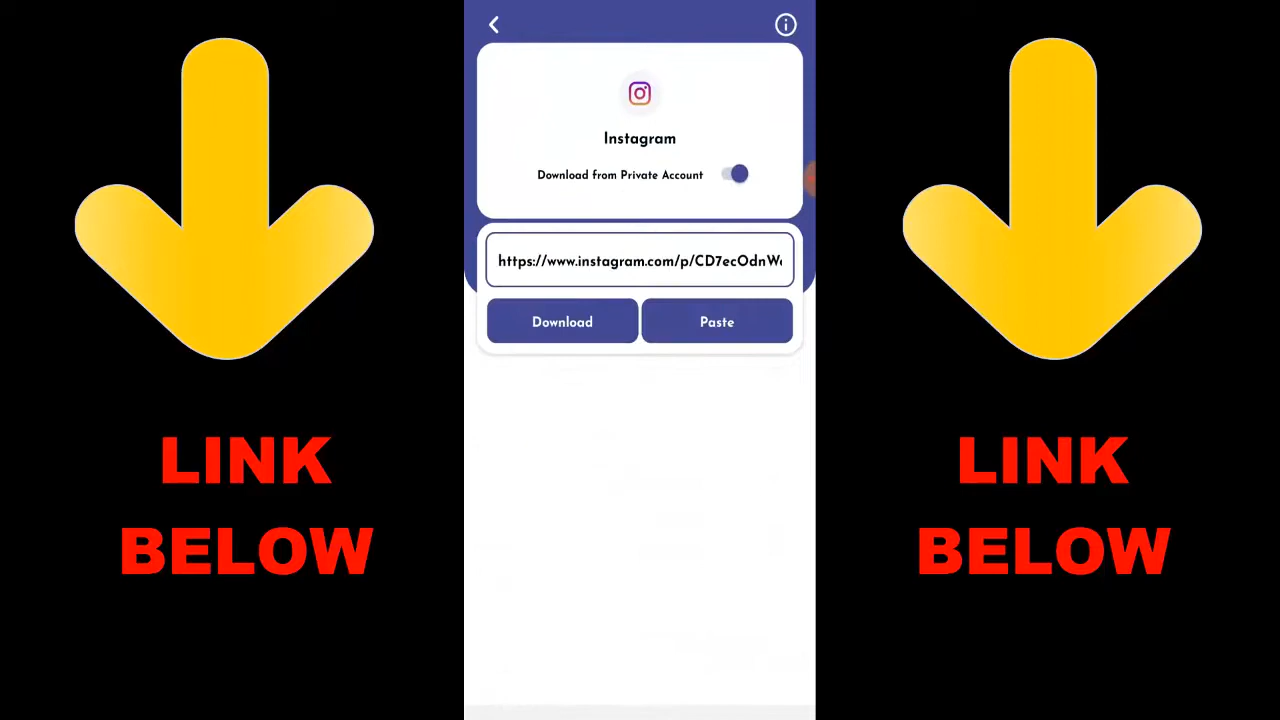 Instagram
Download from Private Account
https://www.instagram.com/p/CD7ecOdnW
Download
Paste
LINK
BELOW
LINK
BELOW